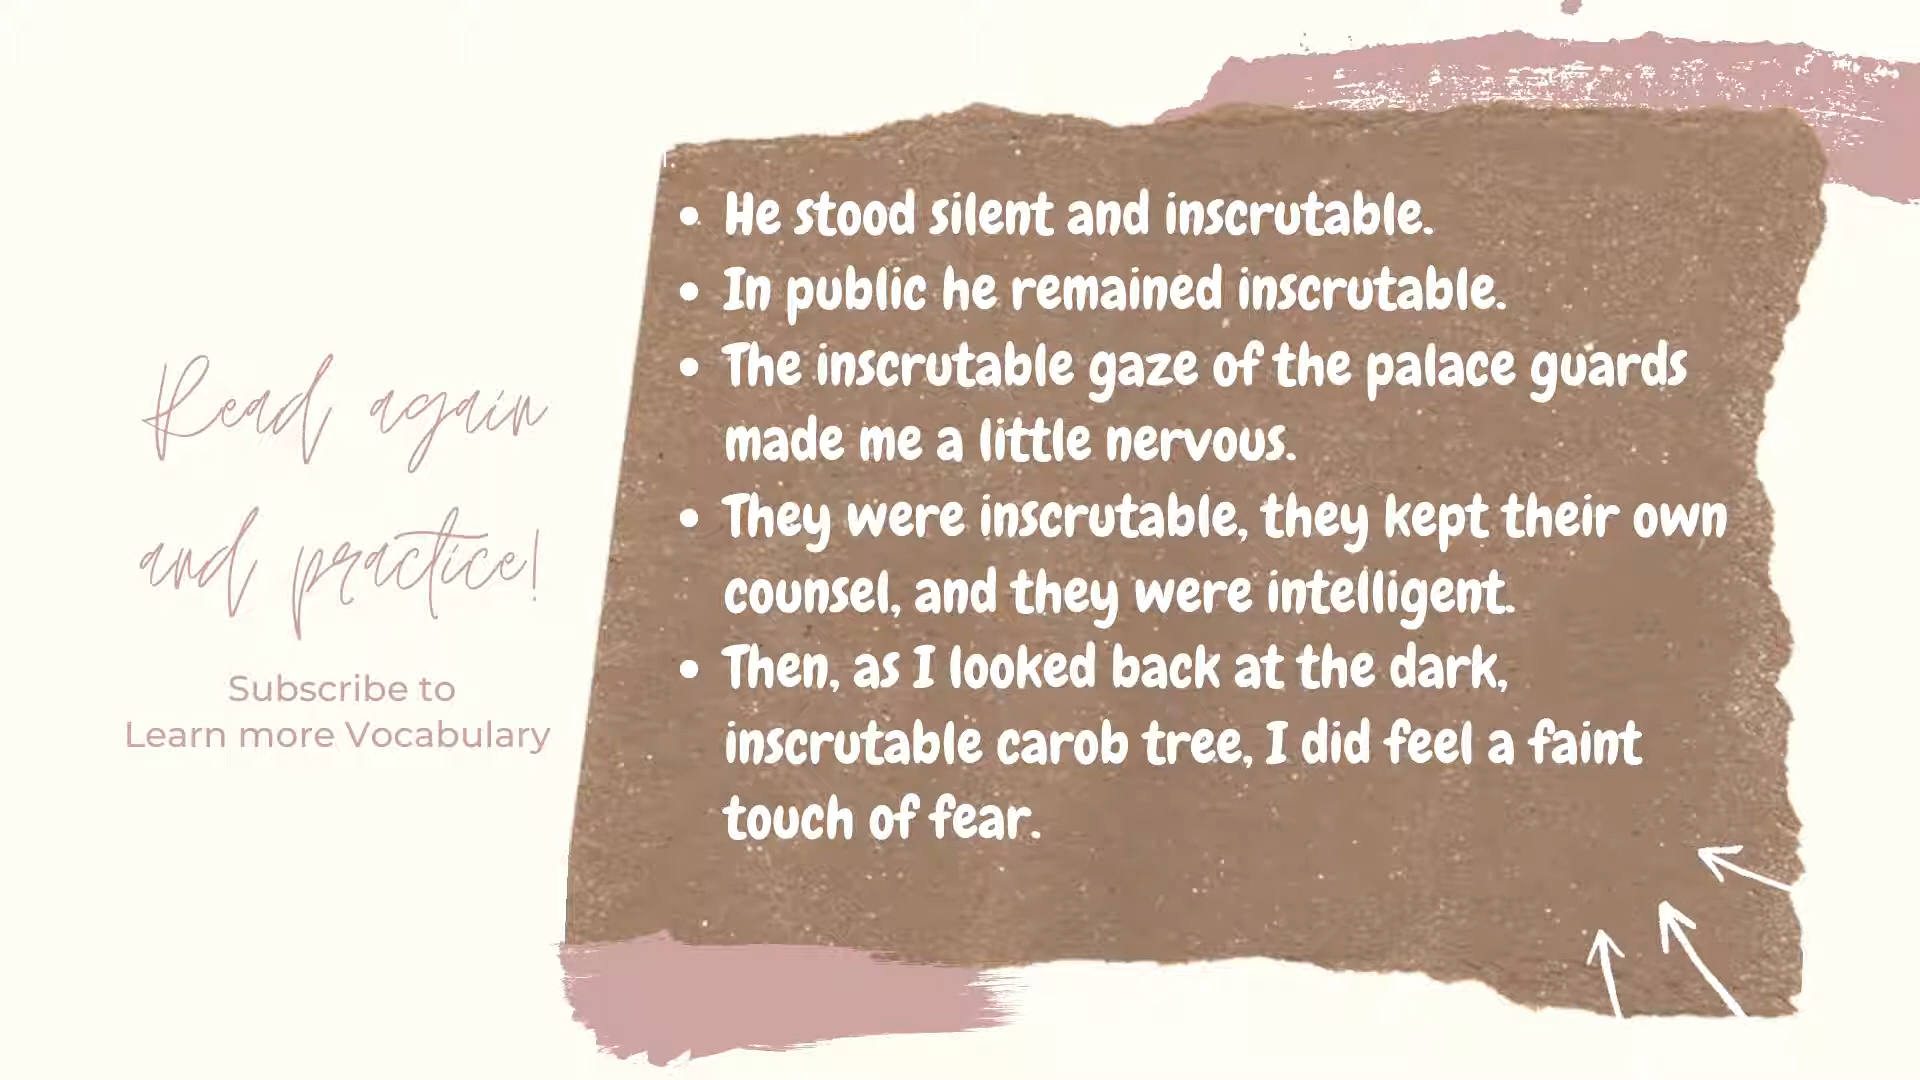 Read again
and practice!
Subscribe to
Learn more Vocabulary
• He stood silent and inscrutable.
• In public he remained inscrutable.
• The inscrutable gaze of the palace guards
made me a little nervous.
• They were inscrutable, they kept their own
counsel, and they were intelligent.
• Then, as I looked back at the dark,
inscrutable carob tree, I did feel a faint
touch of fear.